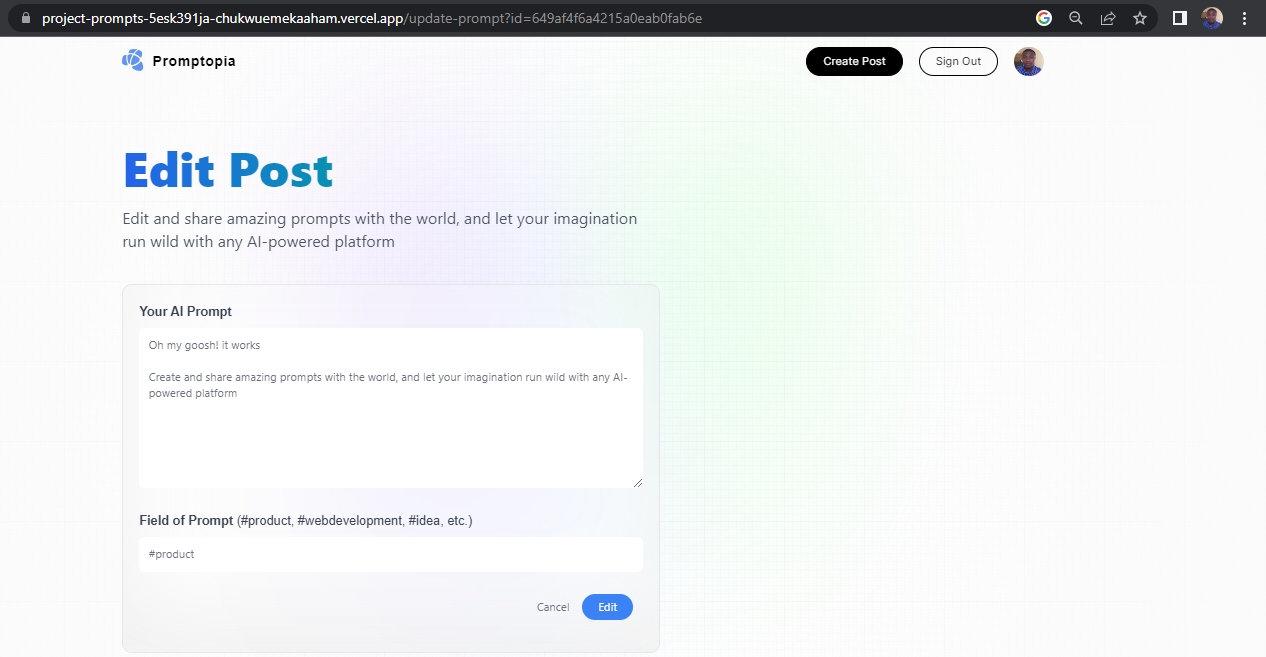 project-prompts-5esk391ja-chukwuemekaaham.vercel.app/update-prompt?id=649af4f6a4215a0eab0fab6e
Promptopia
Create Post
Sign Out
Edit Post
Edit and share amazing prompts with the world, and let your imagination
run wild with any AI-powered platform
Your AI Prompt
Oh my goosh! it works
Create and share amazing prompts with the world, and let your imagination run wild with any AI-
powered platform
Field of Prompt (#product, #webdevelopment, #idea, etc.)
#product
Cancel
Edit